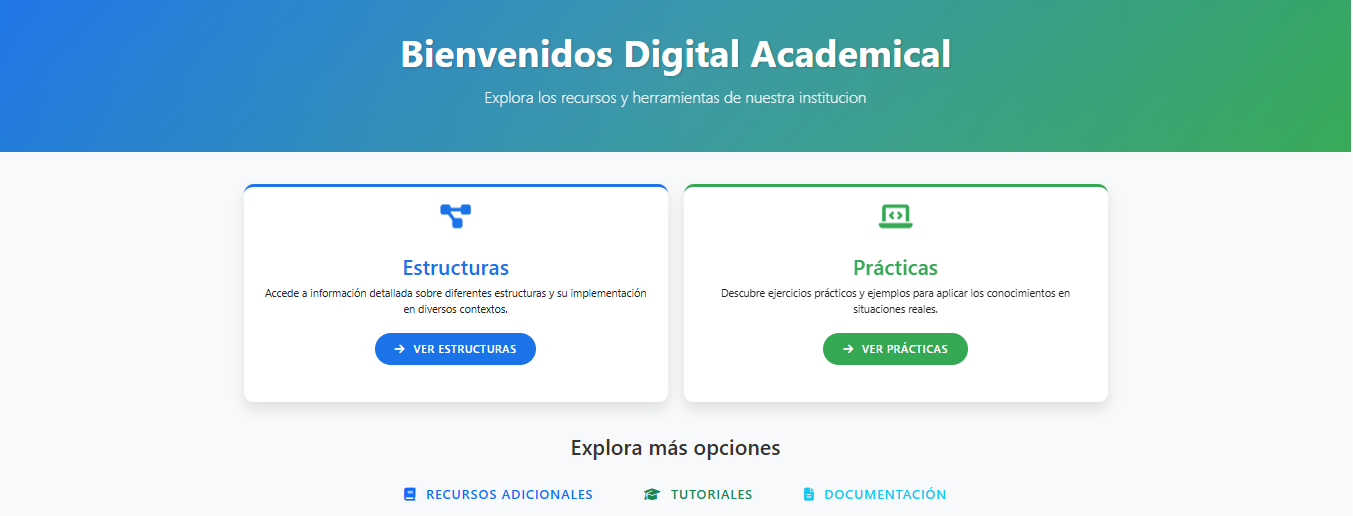 Bienvenidos Digital Academical
Explora los recursos y herramientas de nuestra institucion
Estructuras
Accede a información detallada sobre diferentes estructuras y su implementación
en diversos contextos.
VER ESTRUCTURAS
Prácticas
Descubre ejercicios prácticos y ejemplos para aplicar los conocimientos en
situaciones reales.
VER PRÁCTICAS
Explora más opciones
RECURSOS ADICIONALES
TUTORIALES
DOCUMENTACIÓN